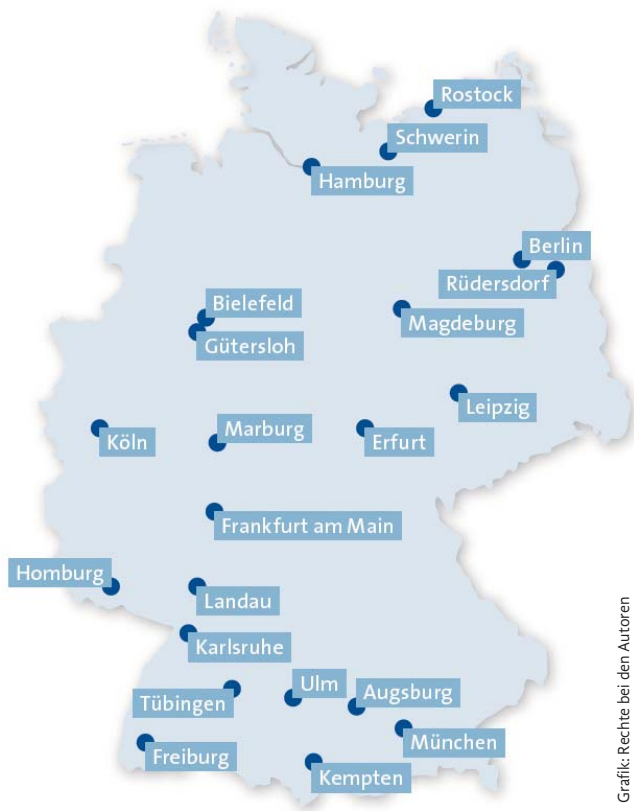 Rostock
Schwerin
Hamburg
Berlin
Rüdersdorf
Bielefeld
Magdeburg
Gütersloh
Leipzig
Köln
Marburg
Erfurt
Frankfurt am Main
Homburg
Landau
Karlsruhe
Tübingen
Ulm
Augsburg
Freiburg
München
Kempten
Grafik: Rechte bei den Autoren